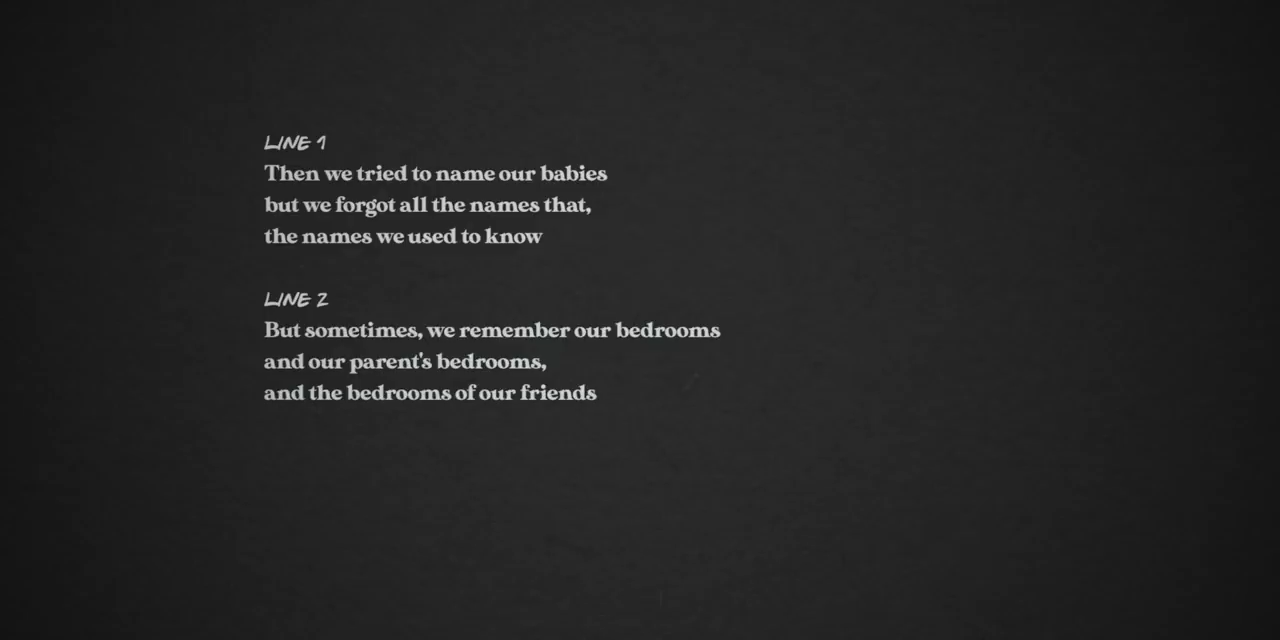 LINE 1
Then we tried to name our babies
but we forgot all the names that,
the names we used to know
LINE 2
But sometimes, we remember our bedrooms
and our parent's bedrooms,
and the bedrooms of our friends